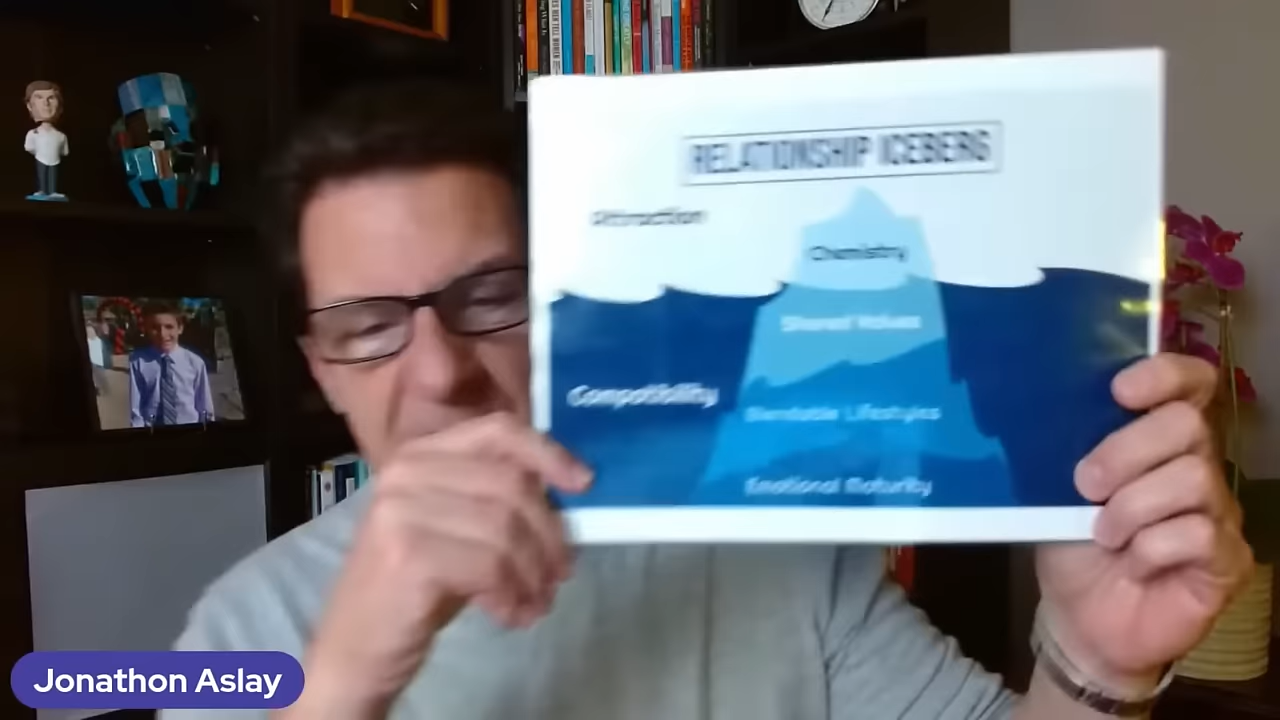 RELATIONSHIP ICEBERG
Attraction
Chemistry
Shared Values
Compatibility
Blendable Lifestyles
Emotional Maturity
Jonathon Aslay